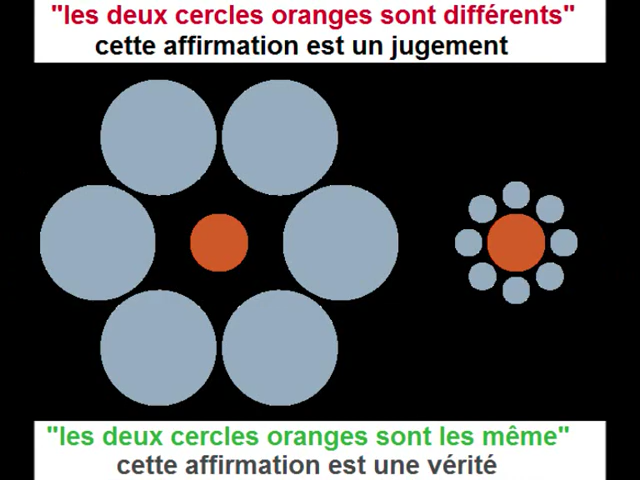 "les deux cercles oranges sont différents"
cette affirmation est un jugement
"les deux cercles oranges sont les même"
cette affirmation est une vérité